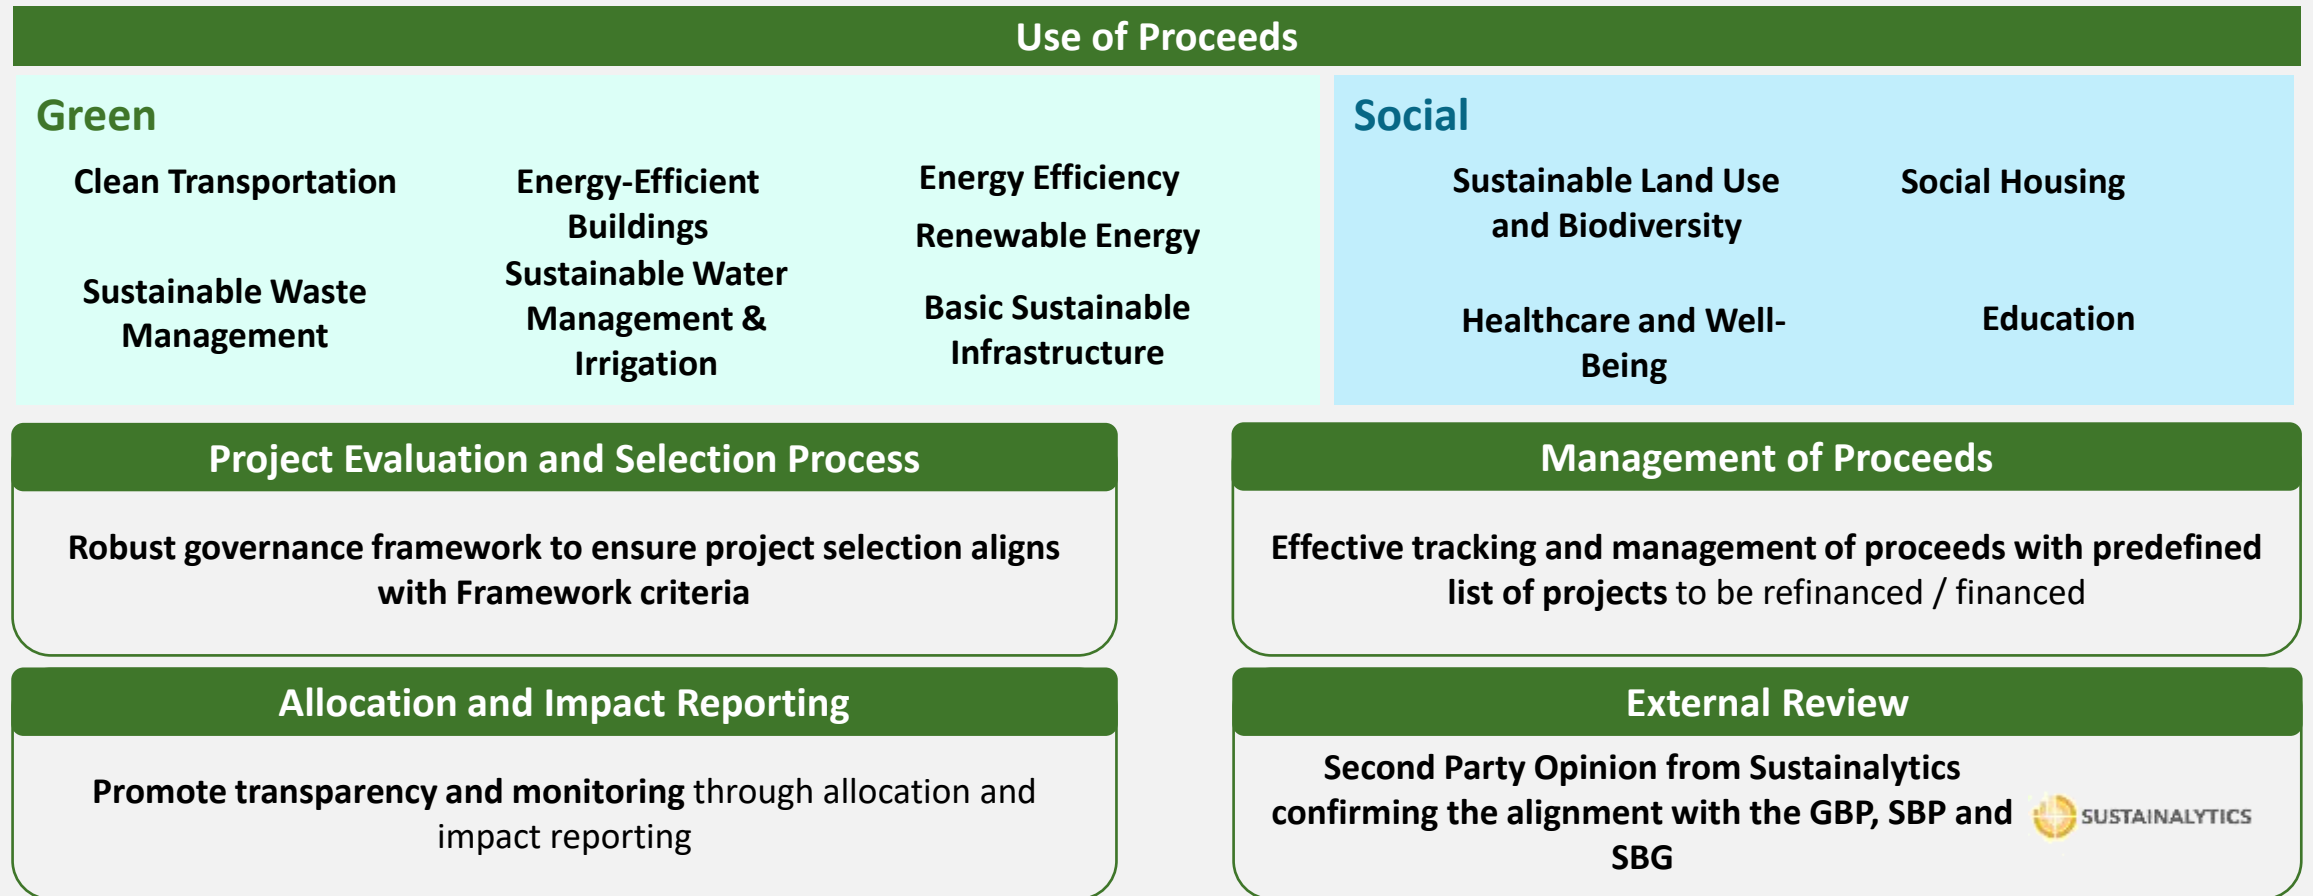 Use of Proceeds
Green
Clean Transportation
Energy-Efficient
Buildings
Energy Efficiency
Renewable Energy
Sustainable Waste
Management
Sustainable Water
Management &
Irrigation
Basic Sustainable
Infrastructure
Social
Sustainable Land Use
and Biodiversity
Social Housing
Healthcare and Well-
Being
Education
Project Evaluation and Selection Process
Robust governance framework to ensure project selection aligns
with Framework criteria
Management of Proceeds
Effective tracking and management of proceeds with predefined
list of projects to be refinanced / financed
Allocation and Impact Reporting
Promote transparency and monitoring through allocation and
impact reporting
External Review
Second Party Opinion from Sustainalytics
confirming the alignment with the GBP, SBP and
SBG
SUSTAINALYTICS